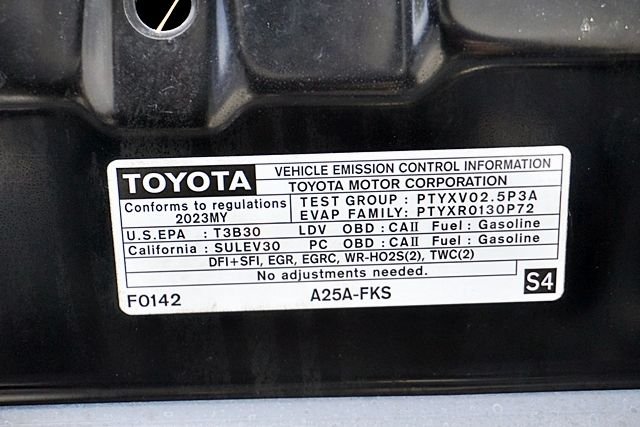 TOYOTA
VEHICLE EMISSION CONTROL INFORMATION
TOYOTA MOTOR CORPORATION
Conforms to regulations
2023MY
TEST GROUP : PTYXV02.5P3A
EVAP FAMILY: PTYXR0130P72
U.S.EPA : T3B30 LDV OBD : CAII Fuel : Gasoline
California : SULEV30 PC OBD : CAII Fuel : Gasoline
DFI+SFI, EGR, EGRC, WR-HO2S(2), TWC(2)
No adjustments needed.
F0142 A25A-FKS S4